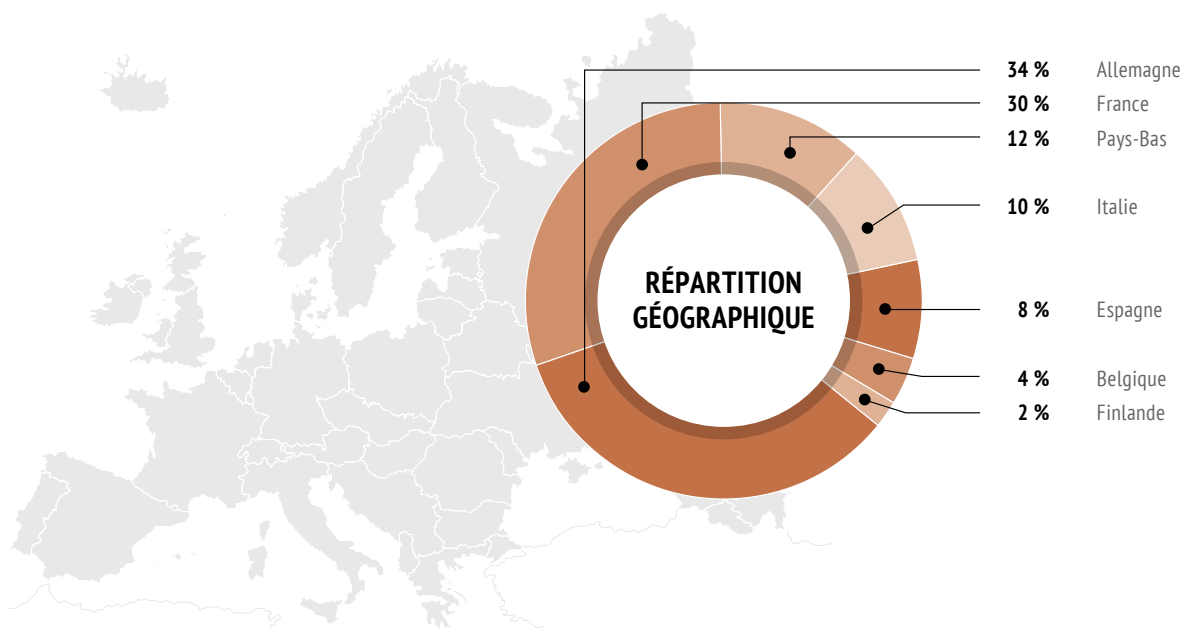 34 % Allemagne
30 % France
12 % Pays-Bas
10 % Italie
RÉPARTITION
GÉOGRAPHIQUE
8 % Espagne
4 % Belgique
2 % Finlande